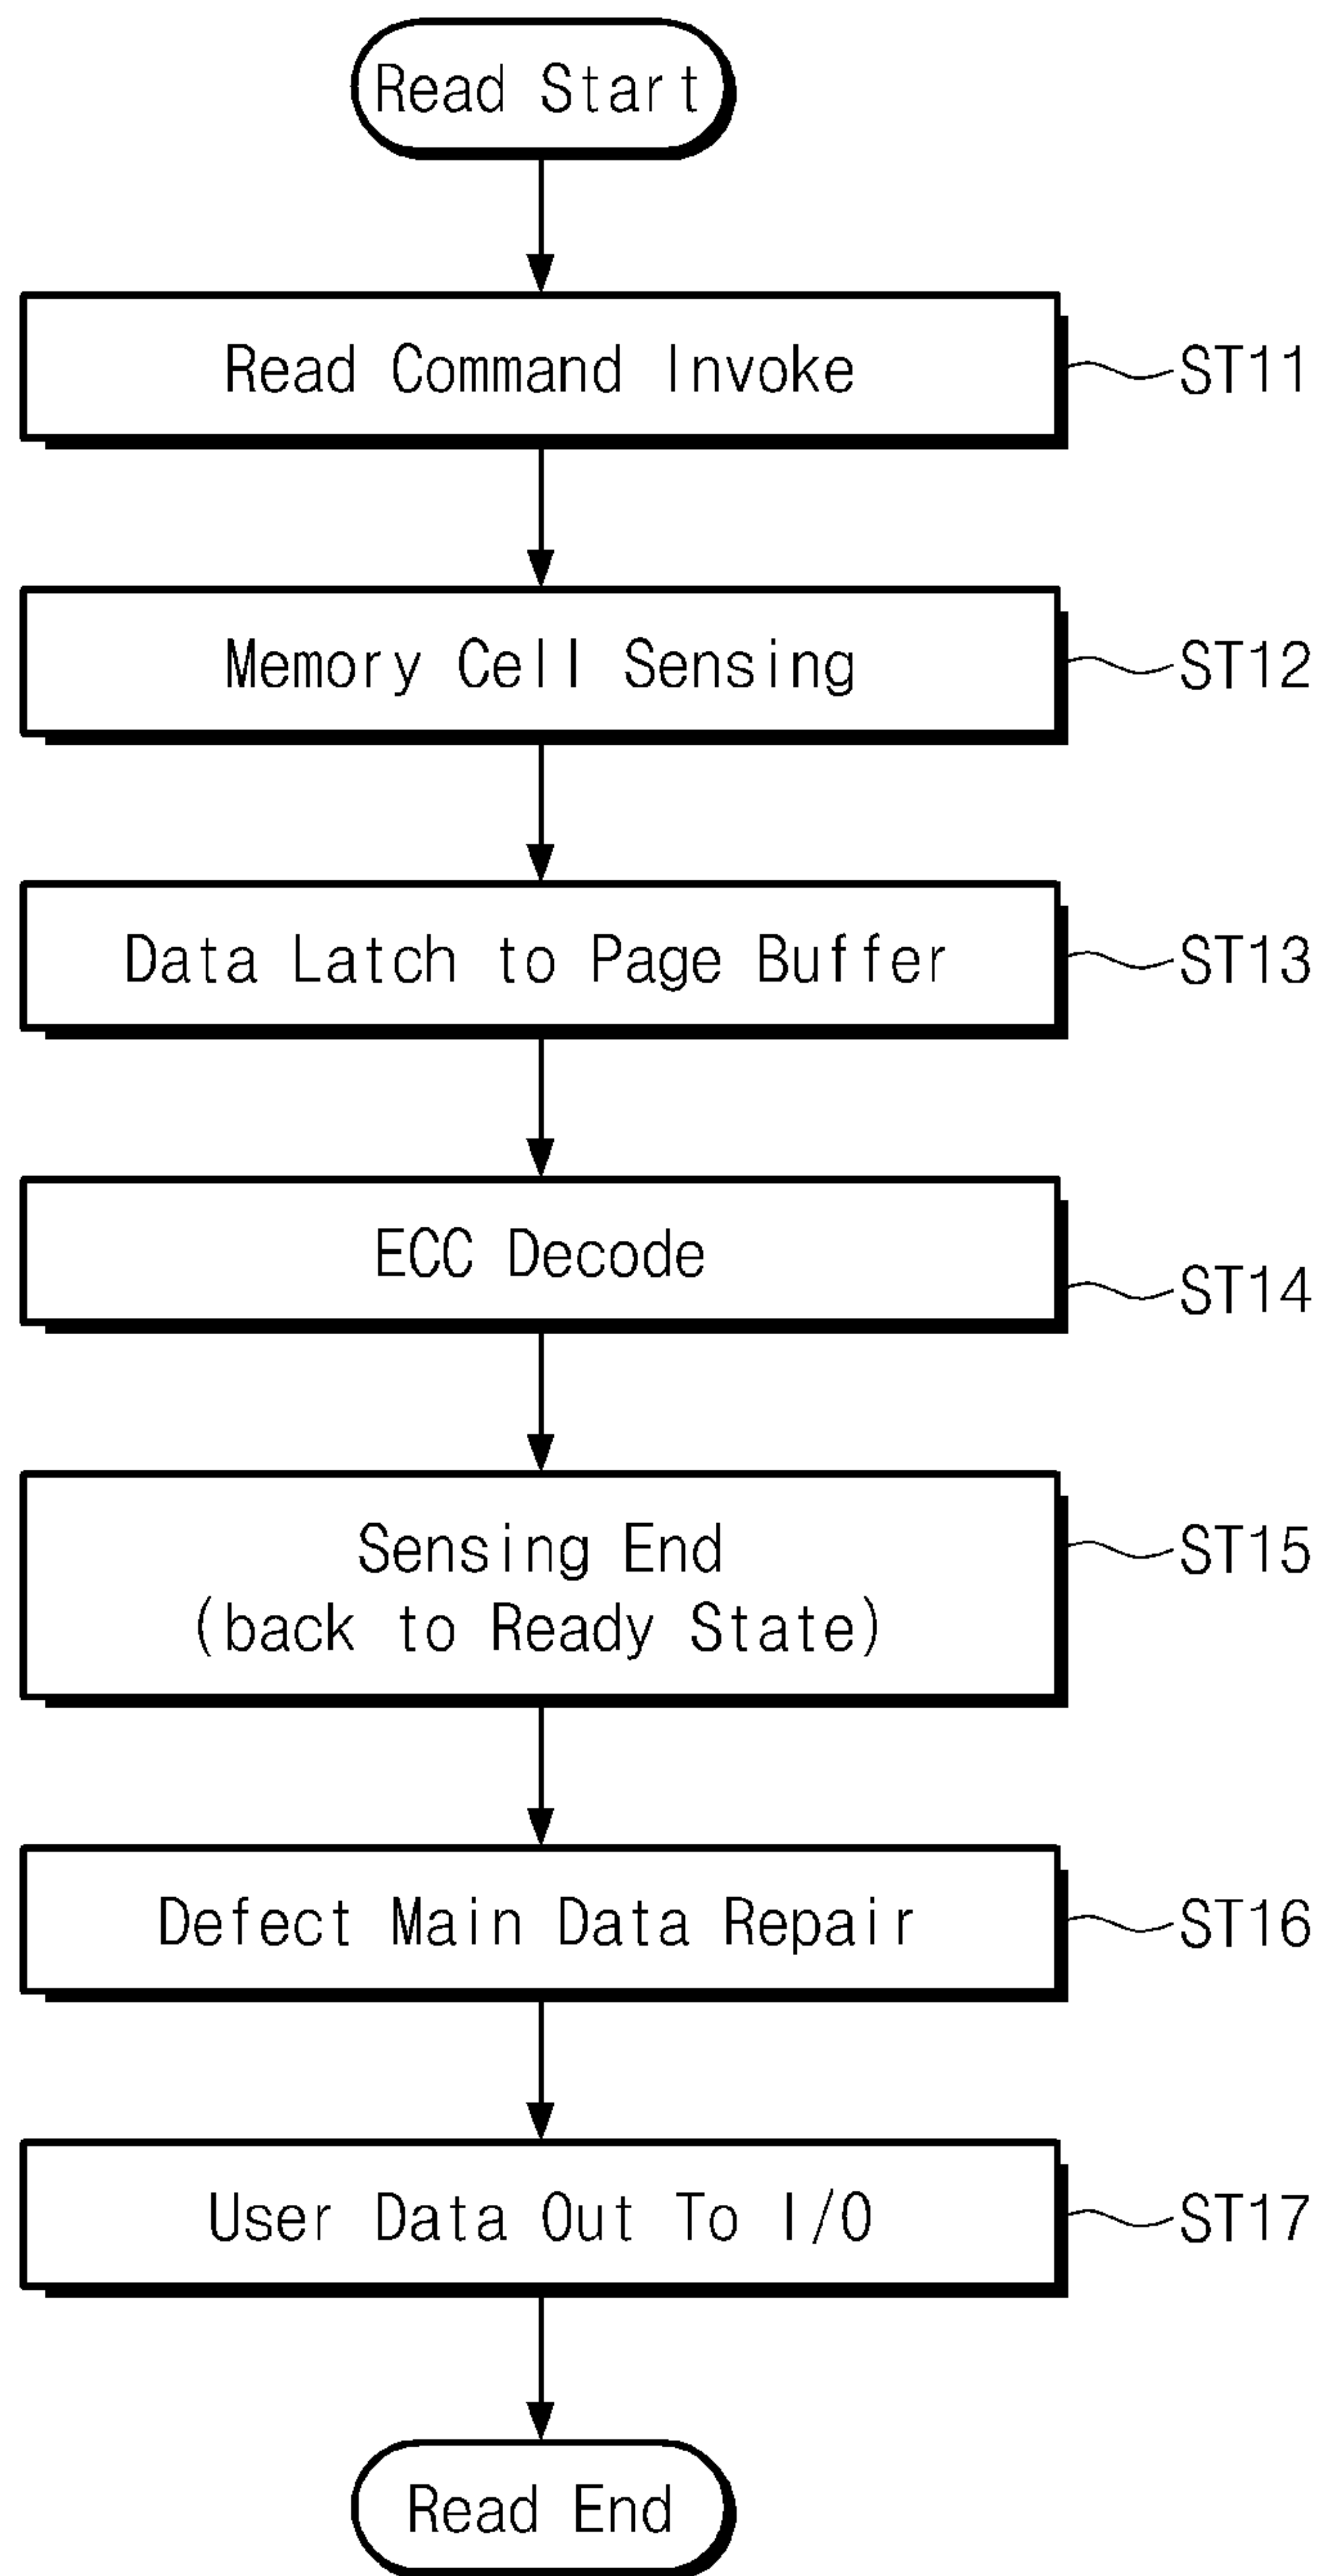 Read Start
Read Command Invoke
ST11
Memory Cell Sensing
ST12
Data Latch to Page Buffer
ST13
ECC Decode
ST14
Sensing End
(back to Ready State)
ST15
Defect Main Data Repair
ST16
User Data Out To I/O
ST17
Read End